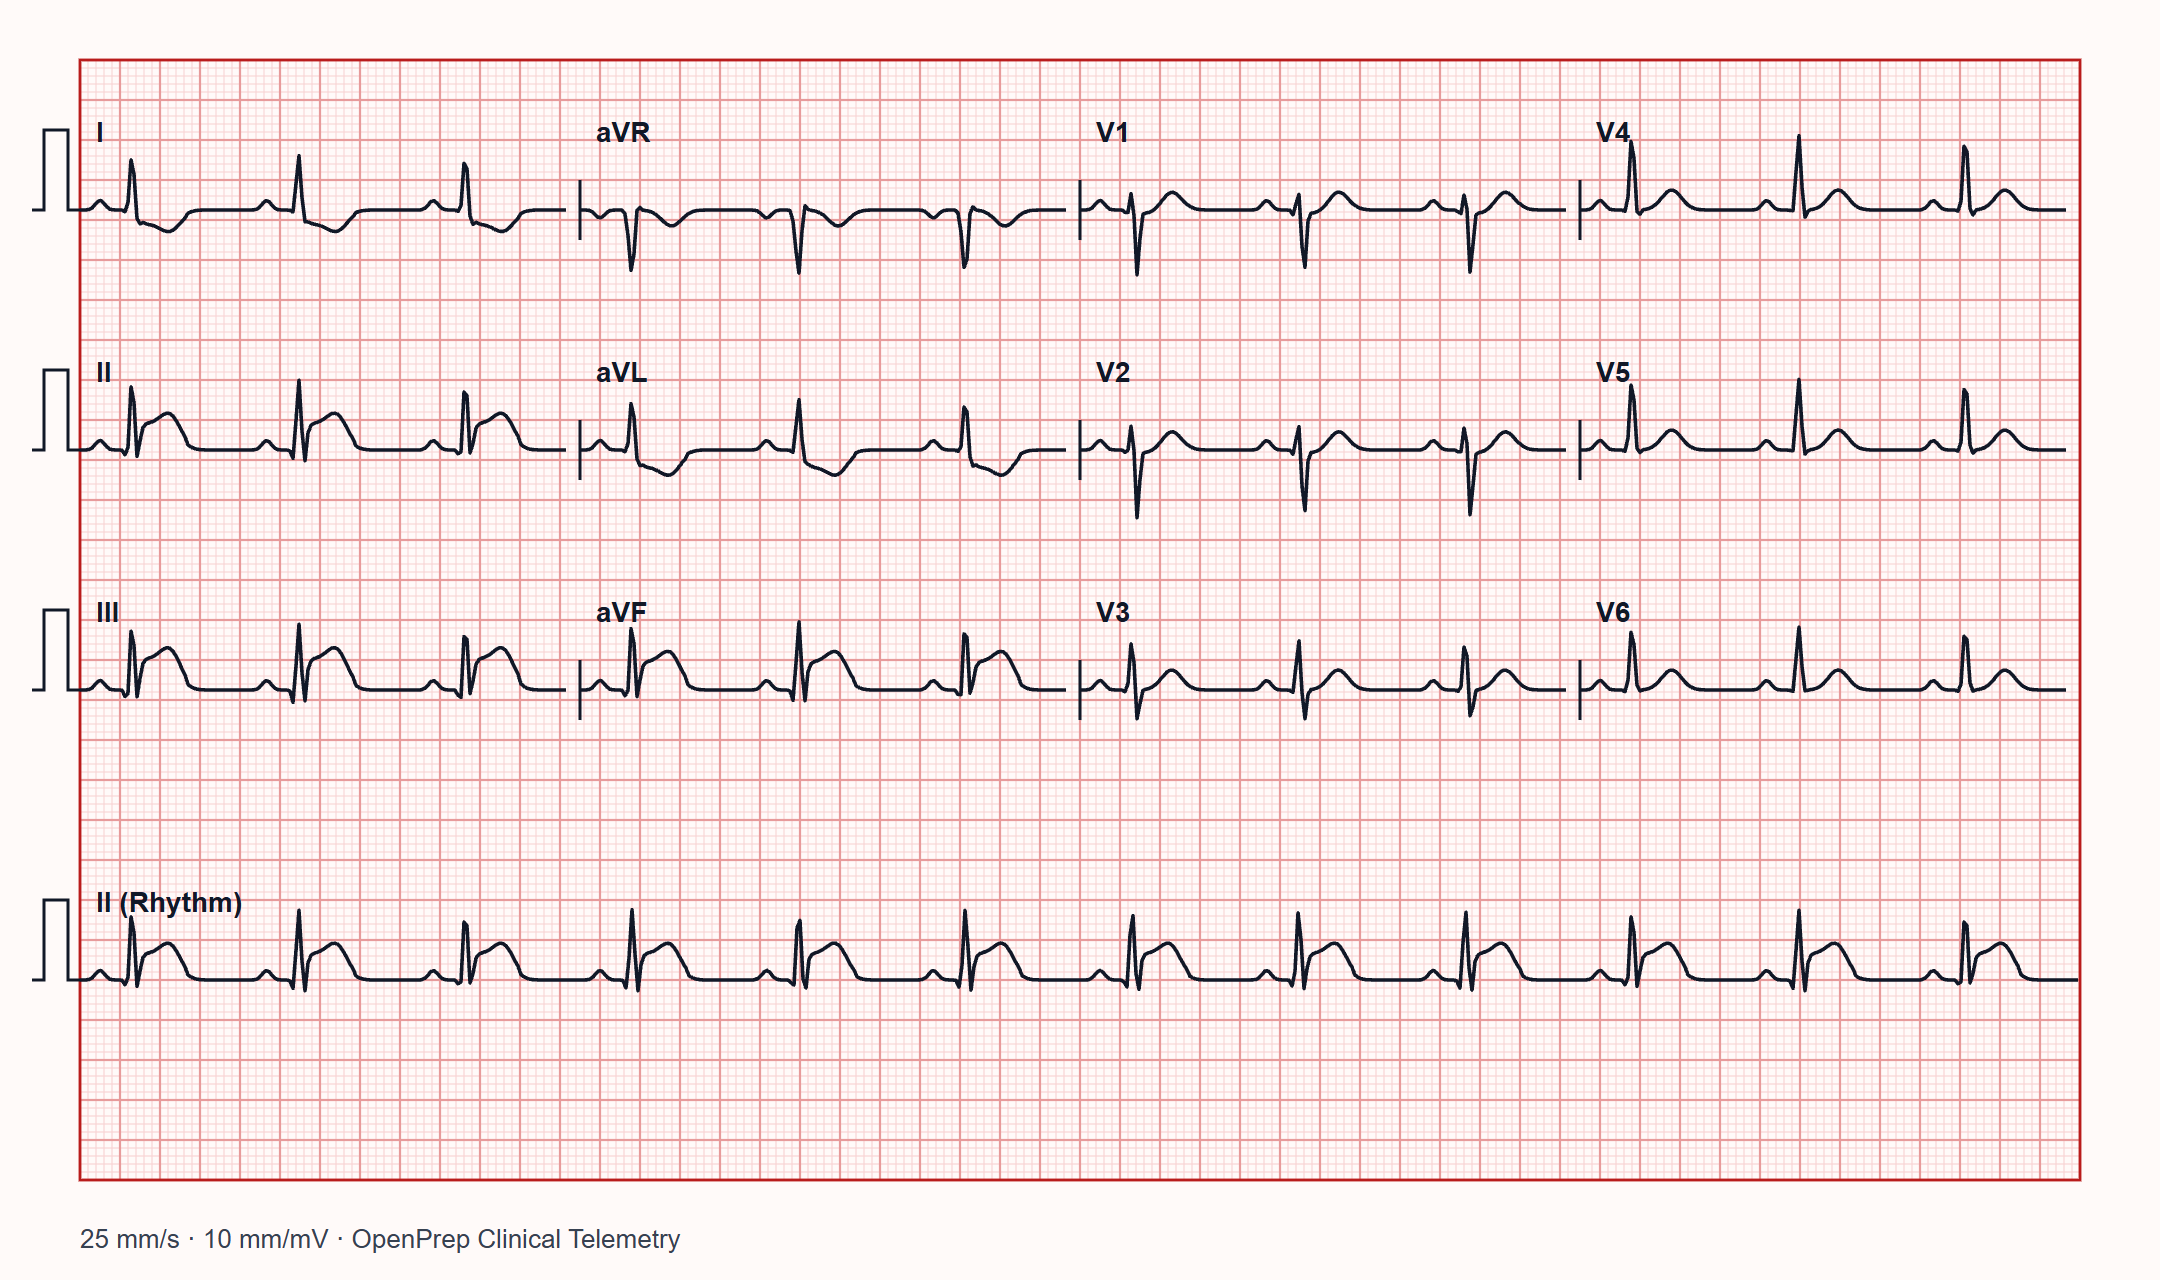 I aVR V1 V4
II aVL V2 V5
III aVF V3 V6
II (Rhythm)
25 mm/s · 10 mm/mV · OpenPrep Clinical Telemetry